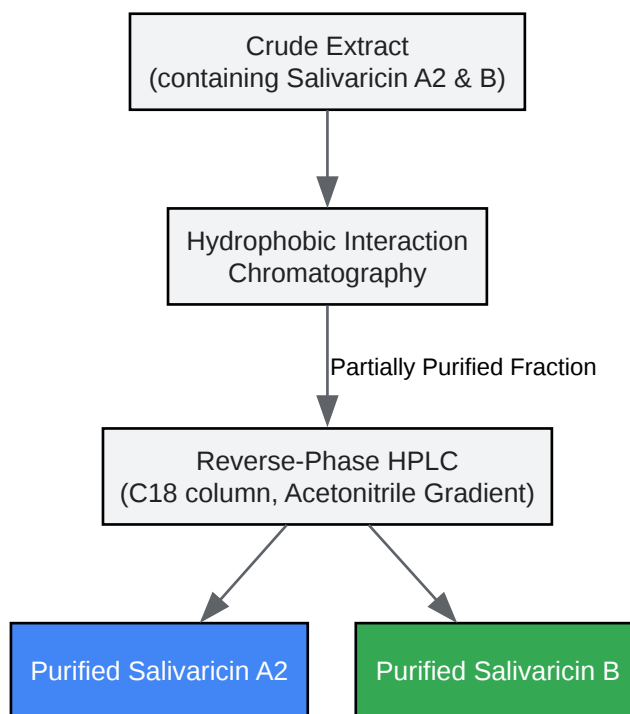 Crude Extract
(containing Salivaricin A2 & B)
Hydrophobic Interaction
Chromatography
Partially Purified Fraction
Reverse-Phase HPLC
(C18 column, Acetonitrile Gradient)
Purified Salivaricin A2
Purified Salivaricin B